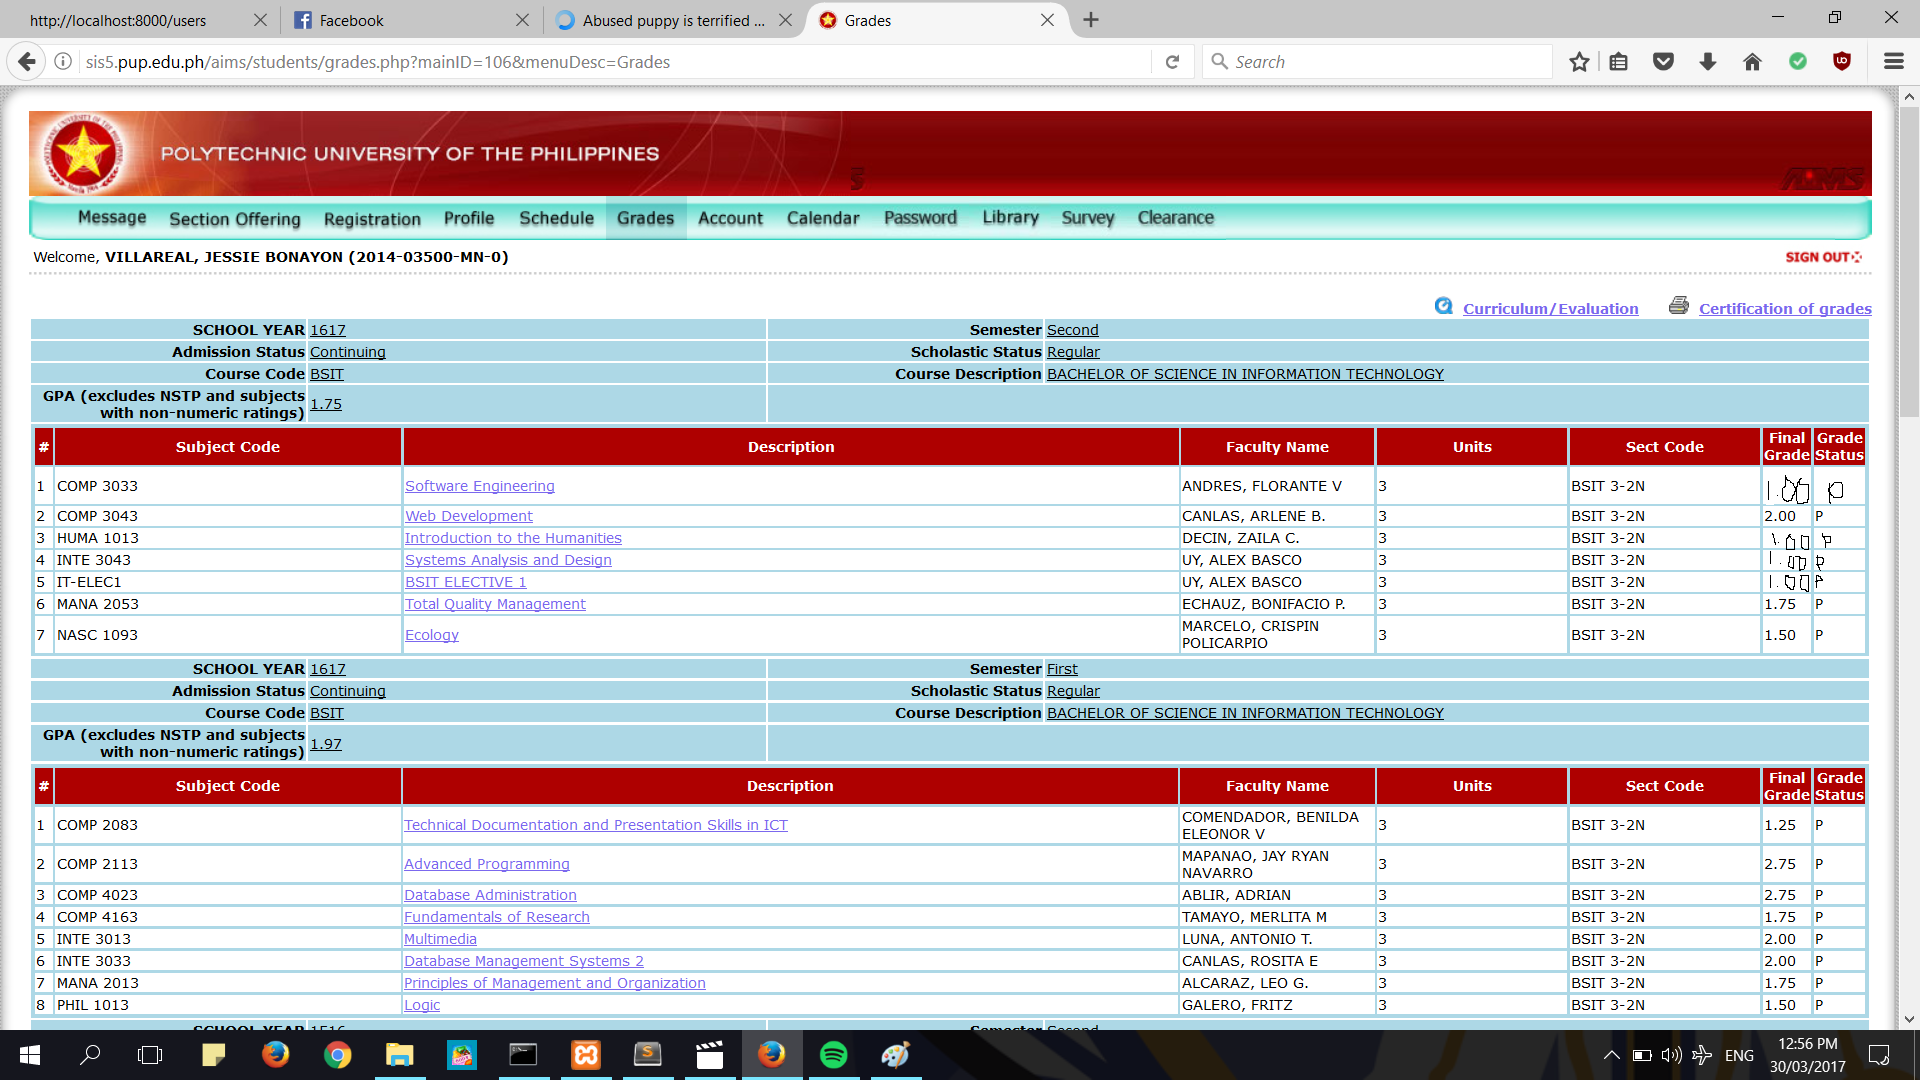 http://localhost:8000/users
Facebook
Abused puppy is terrified ...
Grades
sis5.pup.edu.ph/aims/students/grades.php?mainID=106&menuDesc=Grades
Search
POLYTECHNIC UNIVERSITY OF THE PHILIPPINES
AIMS
Message Section Offering Registration Profile Schedule Grades Account Calendar Password Library Survey Clearance
Welcome, VILLAREAL, JESSIE BONAYON (2014-03500-MN-0) SIGN OUT
Curriculum/Evaluation Certification of grades
SCHOOL YEAR 1617 Semester Second
Admission Status Continuing Scholastic Status Regular
Course Code BSIT Course Description BACHELOR OF SCIENCE IN INFORMATION TECHNOLOGY
GPA (excludes NSTP and subjects
with non-numeric ratings) 1.75
# Subject Code Description Faculty Name Units Sect Code Final Grade Grade Status
1 COMP 3033 Software Engineering ANDRES, FLORANTE V 3 BSIT 3-2N 1.00 P
2 COMP 3043 Web Development CANLAS, ARLENE B. 3 BSIT 3-2N 2.00 P
3 HUMA 1013 Introduction to the Humanities DECIN, ZAILA C. 3 BSIT 3-2N 1.00 P
4 INTE 3043 Systems Analysis and Design UY, ALEX BASCO 3 BSIT 3-2N 1.00 P
5 IT-ELEC1 BSIT ELECTIVE 1 UY, ALEX BASCO 3 BSIT 3-2N 1.00 P
6 MANA 2053 Total Quality Management ECHAUZ, BONIFACIO P. 3 BSIT 3-2N 1.75 P
7 NASC 1093 Ecology MARCELO, CRISPIN POLICARPIO 3 BSIT 3-2N 1.50 P
SCHOOL YEAR 1617 Semester First
Admission Status Continuing Scholastic Status Regular
Course Code BSIT Course Description BACHELOR OF SCIENCE IN INFORMATION TECHNOLOGY
GPA (excludes NSTP and subjects
with non-numeric ratings) 1.97
# Subject Code Description Faculty Name Units Sect Code Final Grade Grade Status
1 COMP 2083 Technical Documentation and Presentation Skills in ICT COMENDADOR, BENILDA ELEONOR V 3 BSIT 3-2N 1.25 P
2 COMP 2113 Advanced Programming MAPANAO, JAY RYAN NAVARRO 3 BSIT 3-2N 2.75 P
3 COMP 4023 Database Administration ABLIR, ADRIAN 3 BSIT 3-2N 2.75 P
4 COMP 4163 Fundamentals of Research TAMAYO, MERLITA M 3 BSIT 3-2N 1.75 P
5 INTE 3013 Multimedia LUNA, ANTONIO T. 3 BSIT 3-2N 2.00 P
6 INTE 3033 Database Management Systems 2 CANLAS, ROSITA E 3 BSIT 3-2N 2.00 P
7 MANA 2013 Principles of Management and Organization ALCARAZ, LEO G. 3 BSIT 3-2N 1.75 P
8 PHIL 1013 Logic GALERO, FRITZ 3 BSIT 3-2N 1.50 P
SCHOOL YEAR 1516 Semester Second
ENG
12:56 PM
30/03/2017